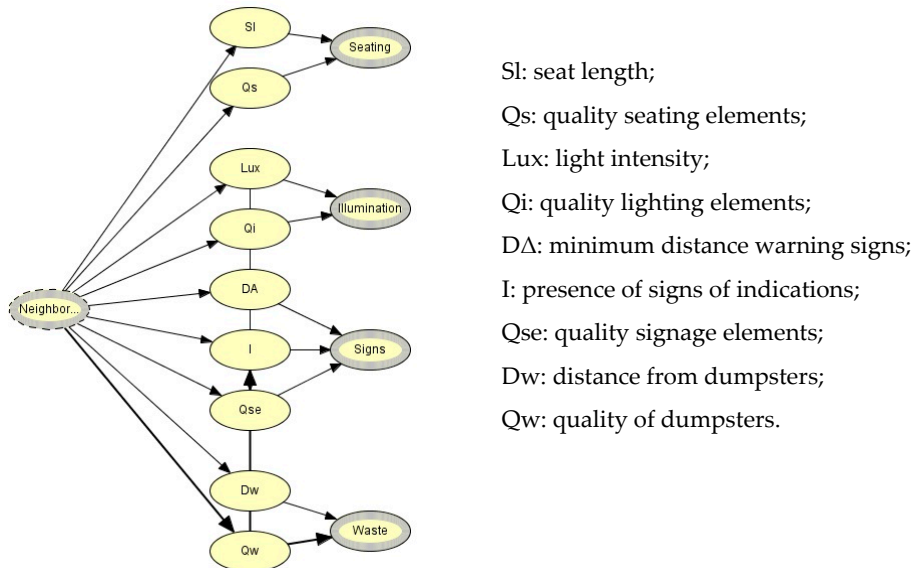 Sl
Seating
Qs
Lux
Illumination
Qi
DA
Neighbor...
I
Signs
Qse
Dw
Waste
Qw
Sl: seat length;
Qs: quality seating elements;
Lux: light intensity;
Qi: quality lighting elements;
DΔ: minimum distance warning signs;
I: presence of signs of indications;
Qse: quality signage elements;
Dw: distance from dumpsters;
Qw: quality of dumpsters.